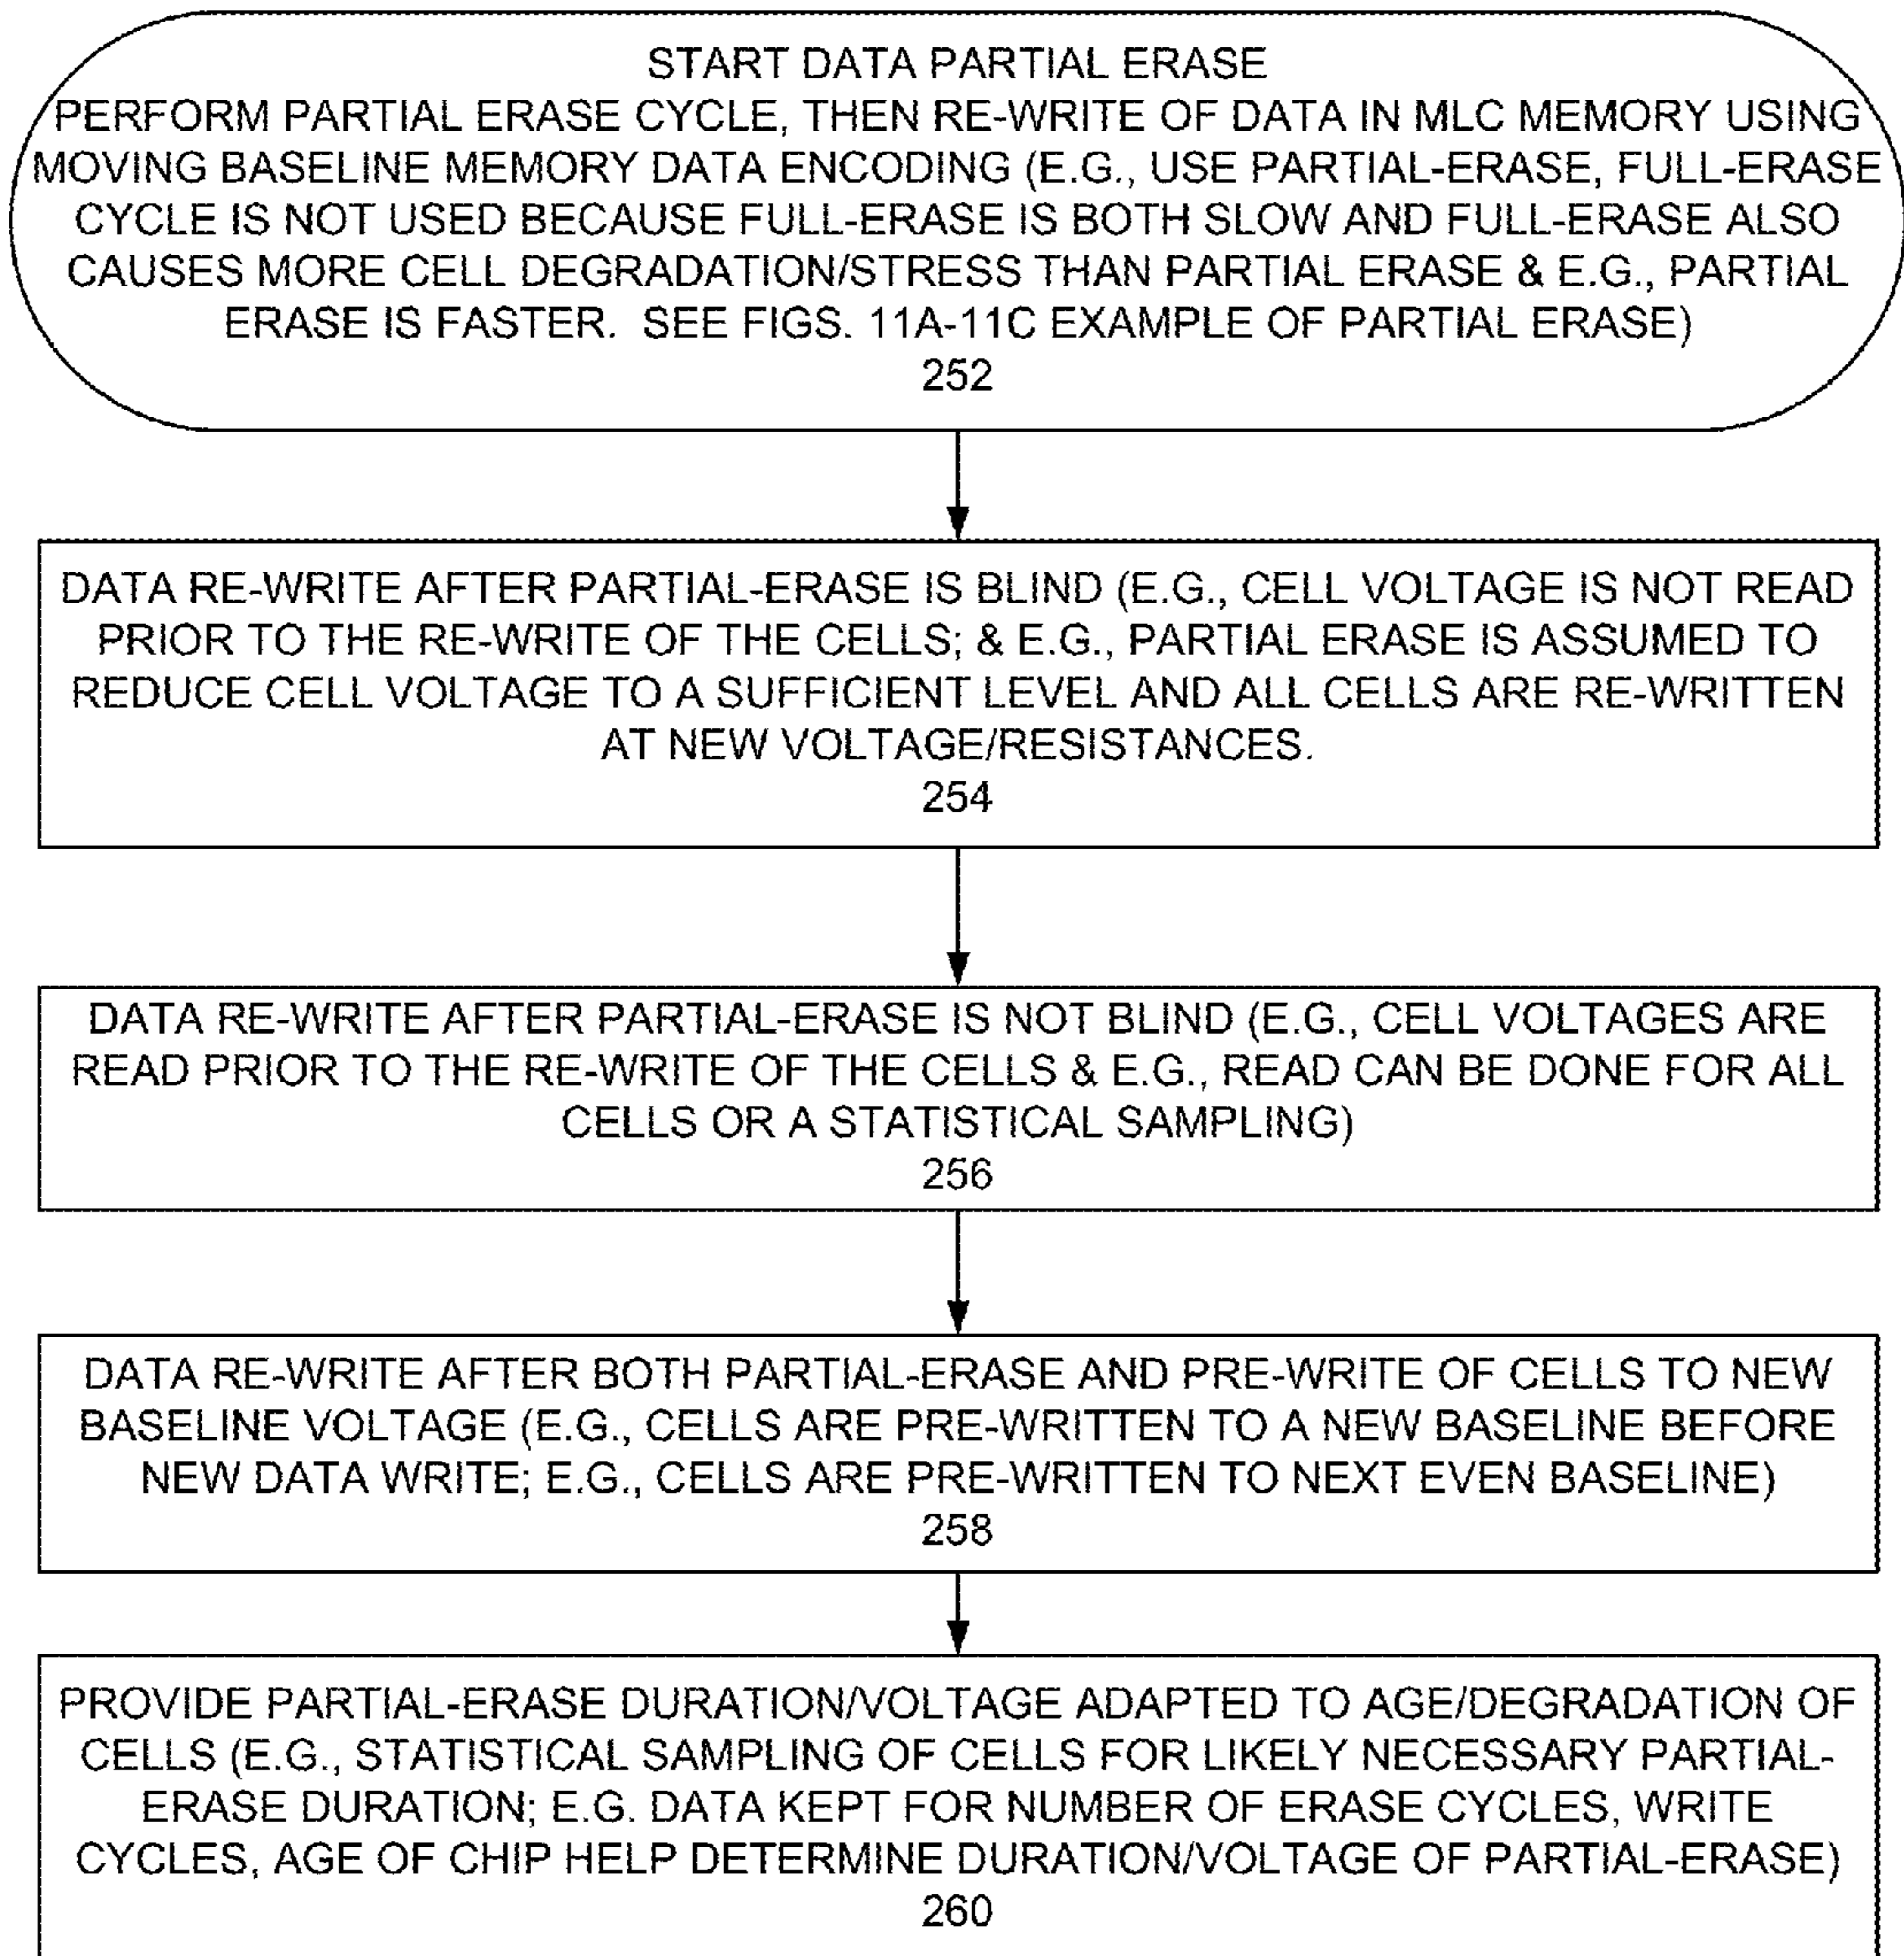 START DATA PARTIAL ERASE
PERFORM PARTIAL ERASE CYCLE, THEN RE-WRITE OF DATA IN MLC MEMORY USING
MOVING BASELINE MEMORY DATA ENCODING (E.G., USE PARTIAL-ERASE, FULL-ERASE
CYCLE IS NOT USED BECAUSE FULL-ERASE IS BOTH SLOW AND FULL-ERASE ALSO
CAUSES MORE CELL DEGRADATION/STRESS THAN PARTIAL ERASE & E.G., PARTIAL
ERASE IS FASTER. SEE FIGS. 11A-11C EXAMPLE OF PARTIAL ERASE)
252
DATA RE-WRITE AFTER PARTIAL-ERASE IS BLIND (E.G., CELL VOLTAGE IS NOT READ
PRIOR TO THE RE-WRITE OF THE CELLS; & E.G., PARTIAL ERASE IS ASSUMED TO
REDUCE CELL VOLTAGE TO A SUFFICIENT LEVEL AND ALL CELLS ARE RE-WRITTEN
AT NEW VOLTAGE/RESISTANCES.
254
DATA RE-WRITE AFTER PARTIAL-ERASE IS NOT BLIND (E.G., CELL VOLTAGES ARE
READ PRIOR TO THE RE-WRITE OF THE CELLS & E.G., READ CAN BE DONE FOR ALL
CELLS OR A STATISTICAL SAMPLING)
256
DATA RE-WRITE AFTER BOTH PARTIAL-ERASE AND PRE-WRITE OF CELLS TO NEW
BASELINE VOLTAGE (E.G., CELLS ARE PRE-WRITTEN TO A NEW BASELINE BEFORE
NEW DATA WRITE; E.G., CELLS ARE PRE-WRITTEN TO NEXT EVEN BASELINE)
258
PROVIDE PARTIAL-ERASE DURATION/VOLTAGE ADAPTED TO AGE/DEGRADATION OF
CELLS (E.G., STATISTICAL SAMPLING OF CELLS FOR LIKELY NECESSARY PARTIAL-
ERASE DURATION; E.G. DATA KEPT FOR NUMBER OF ERASE CYCLES, WRITE
CYCLES, AGE OF CHIP HELP DETERMINE DURATION/VOLTAGE OF PARTIAL-ERASE)
260